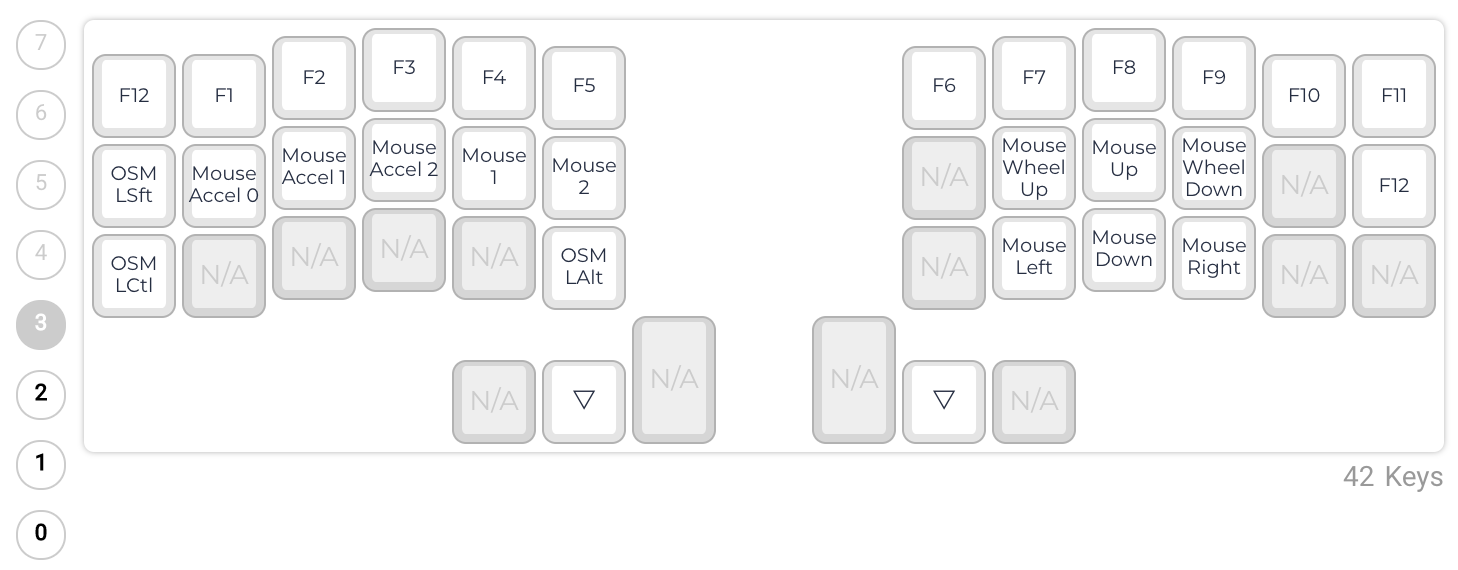 7
6
5
4
3
2
1
0
F12
F1
F2
F3
F4
F5
F6
F7
F8
F9
F10
F11
OSM
LSft
Mouse
Accel 0
Mouse
Accel 1
Mouse
Accel 2
Mouse
1
Mouse
2
N/A
Mouse
Wheel
Up
Mouse
Up
Mouse
Wheel
Down
N/A
F12
OSM
LCtl
N/A
N/A
N/A
N/A
OSM
LAlt
N/A
Mouse
Left
Mouse
Down
Mouse
Right
N/A
N/A
N/A
▽
N/A
N/A
▽
N/A
42 Keys